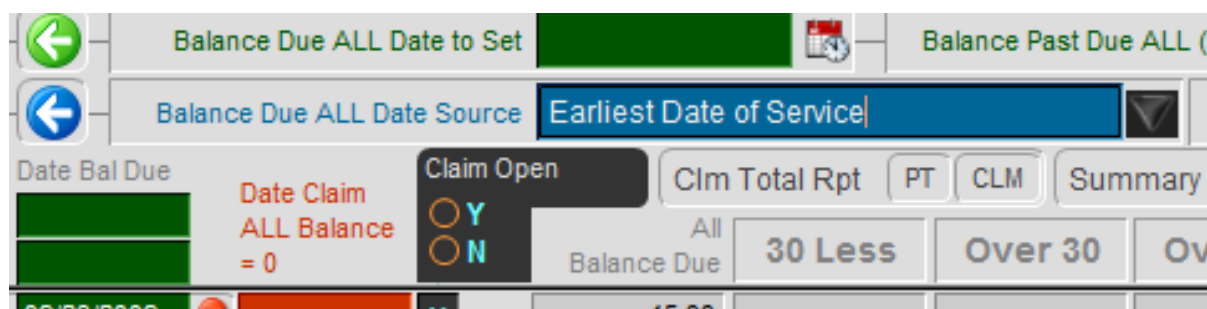 Balance Due ALL Date to Set
Balance Past Due ALL (
Balance Due ALL Date Source Earliest Date of Service
Date Bal Due
Date Claim
ALL Balance
= 0
Claim Open
Y
N
Clm Total Rpt PT CLM Summary
All
Balance Due
30 Less Over 30 Ov